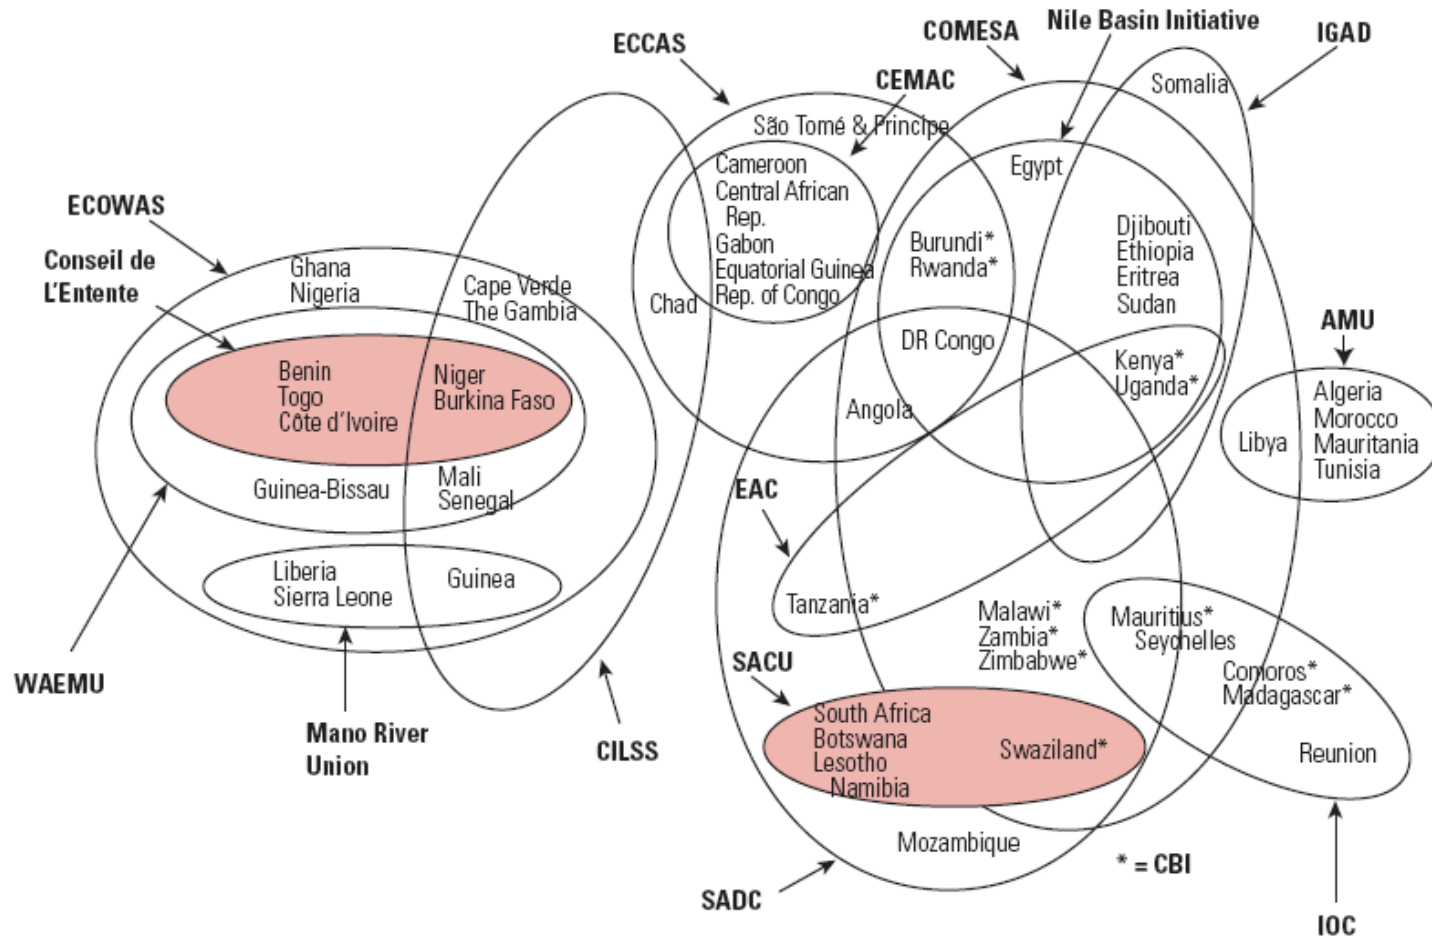 Nile Basin Initiative
COMESA
IGAD
ECCAS
CEMAC
Somalia
São Tomé & Príncipe
Egypt
Cameroon
Central African
Rep.
Gabon
Equatorial Guinea
Rep. of Congo
Chad
Burundi*
Rwanda*
Djibouti
Ethiopia
Eritrea
Sudan
ECOWAS
Conseil de
L'Entente
Ghana
Nigeria
Cape Verde
The Gambia
AMU
DR Congo
Kenya*
Uganda*
Benin
Togo
Côte d'Ivoire
Niger
Burkina Faso
Angola
Algeria
Morocco
Mauritania
Tunisia
Libya
Guinea-Bissau
Mali
Senegal
EAC
Liberia
Sierra Leone
Guinea
Tanzania*
Malawi*
Zambia*
Zimbabwe*
Mauritius*
Seychelles
Comoros*
Madagascar*
Reunion
WAEMU
Mano River
Union
CILSS
SACU
South Africa
Botswana
Lesotho
Namibia
Swaziland*
Mozambique
* = CBI
SADC
IOC